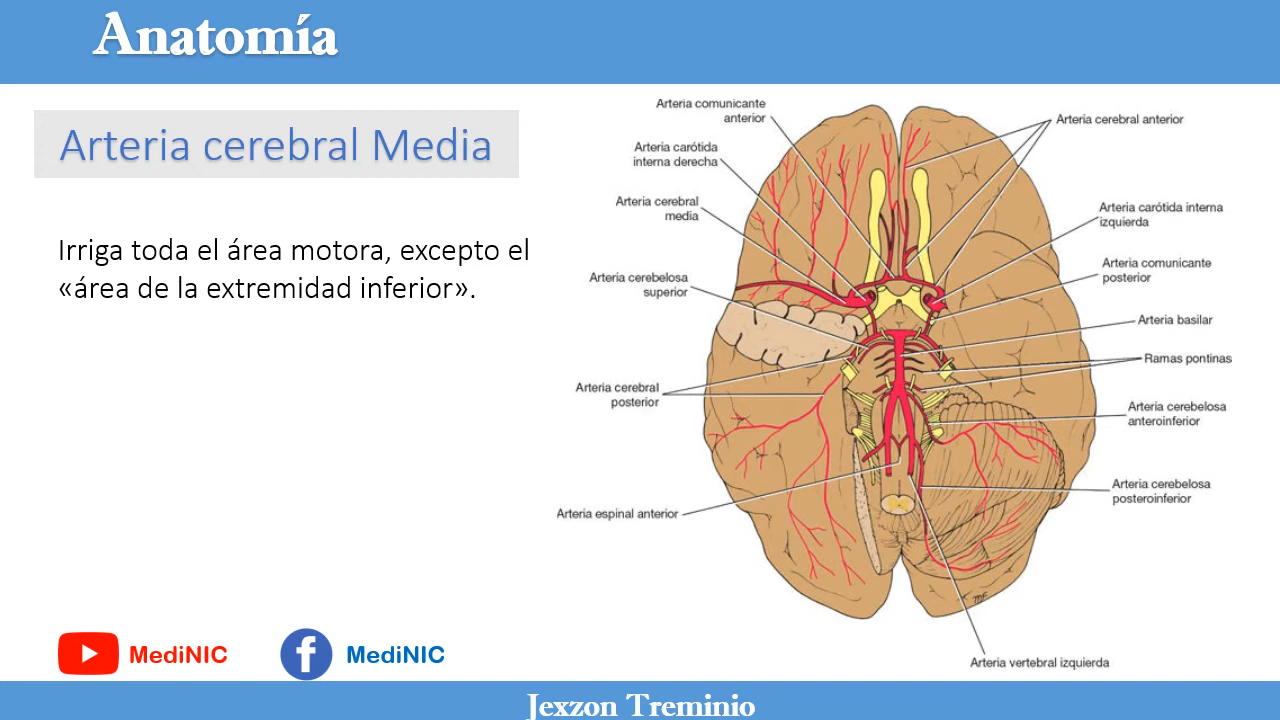 Anatomía
Arteria cerebral Media
Irriga toda el área motora, excepto el
«área de la extremidad inferior».
Arteria comunicante
anterior
Arteria carótida
interna derecha
Arteria cerebral
media
Arteria cerebelosa
superior
Arteria cerebral
posterior
Arteria espinal anterior
Arteria cerebral anterior
Arteria carótida interna
izquierda
Arteria comunicante
posterior
Arteria basilar
Ramas pontinas
Arteria cerebelosa
anteroinferior
Arteria cerebelosa
posteroinferior
Arteria vertebral izquierda
MediNIC
MediNIC
Jexzon Treminio